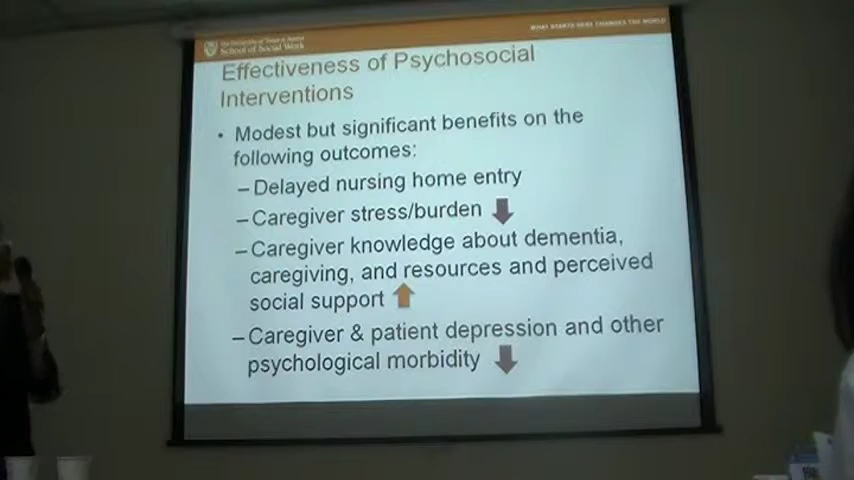 The University of Texas at Austin
School of Social Work
WHAT STARTS HERE CHANGES THE WORLD
Effectiveness of Psychosocial
Interventions
• Modest but significant benefits on the
following outcomes:
– Delayed nursing home entry
– Caregiver stress/burden
– Caregiver knowledge about dementia,
caregiving, and resources and perceived
social support
– Caregiver & patient depression and other
psychological morbidity